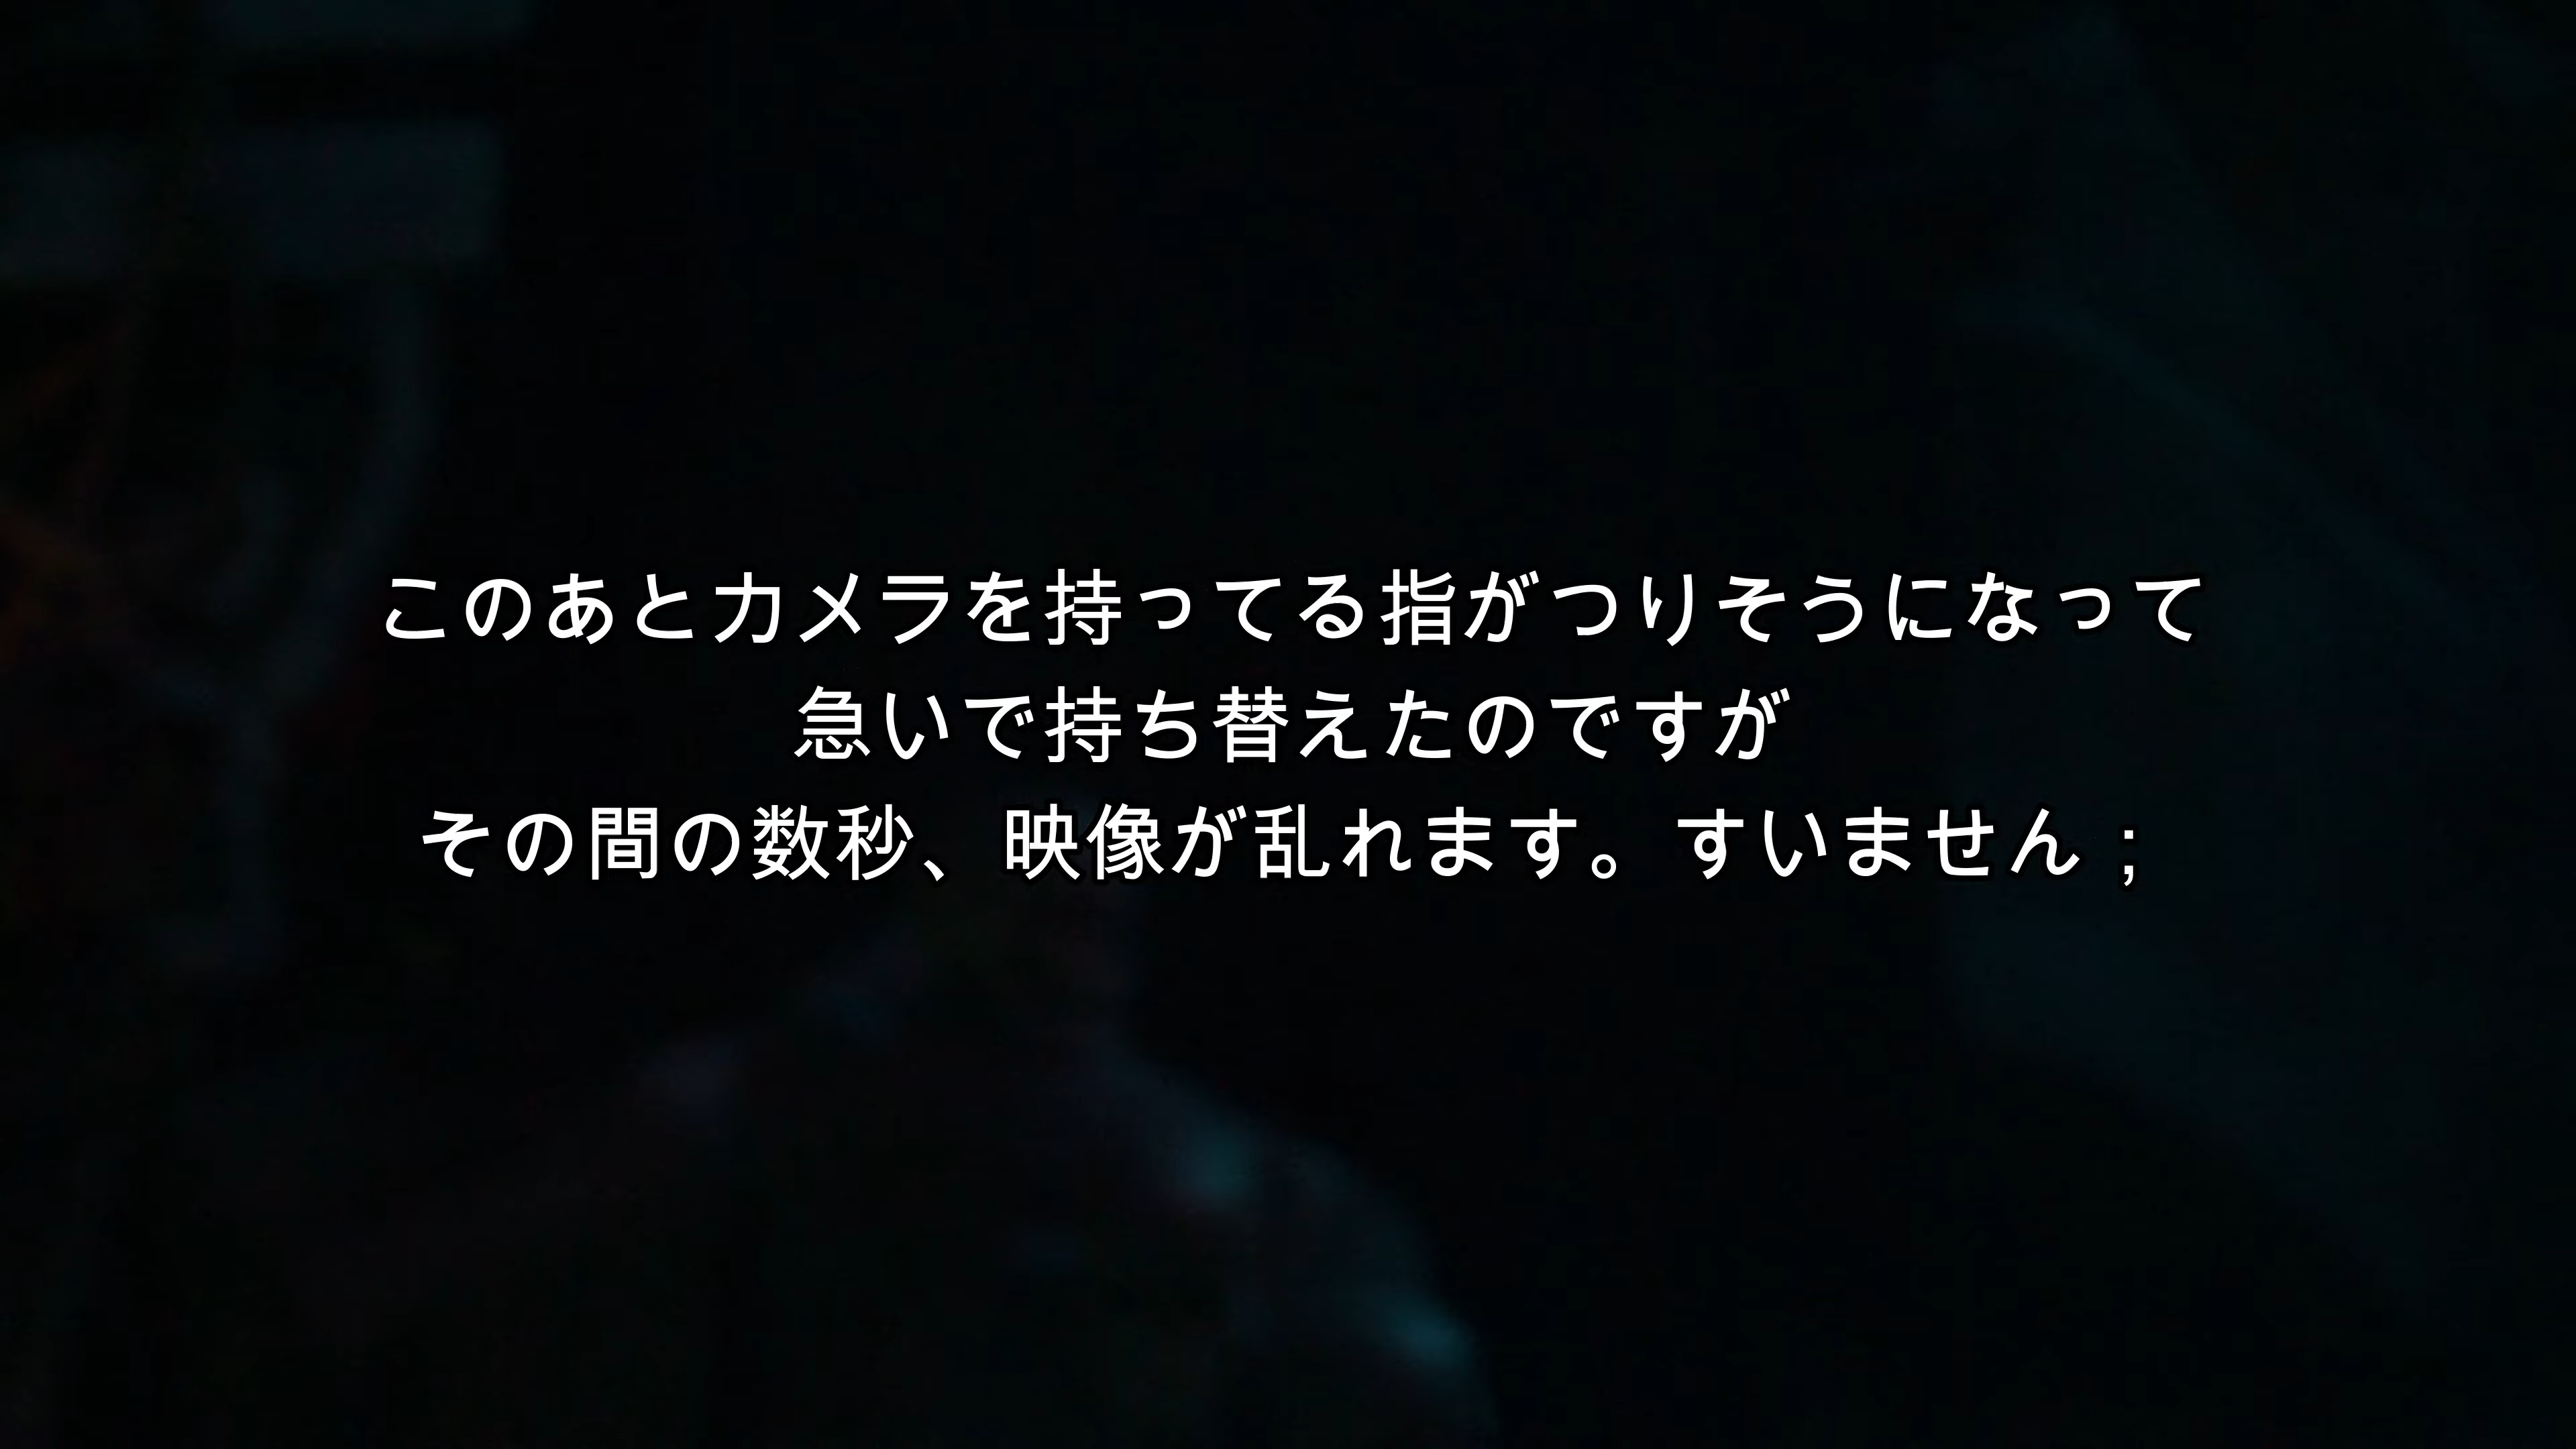 このあとカメラを持ってる指がつりそうになって
急いで持ち替えたのですが
その間の数秒、映像が乱れます。すいません；